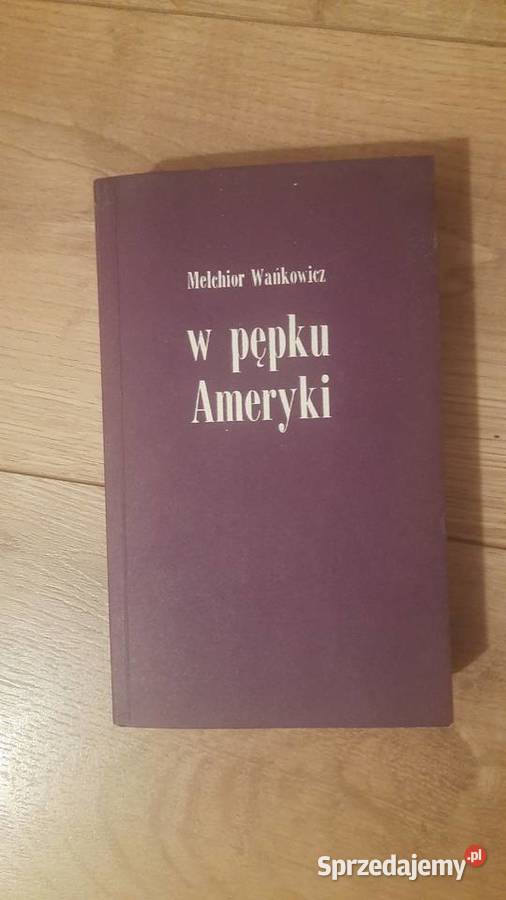 Melchior Wańkowicz
w pępku
Ameryki
Sprzedajemy.pl